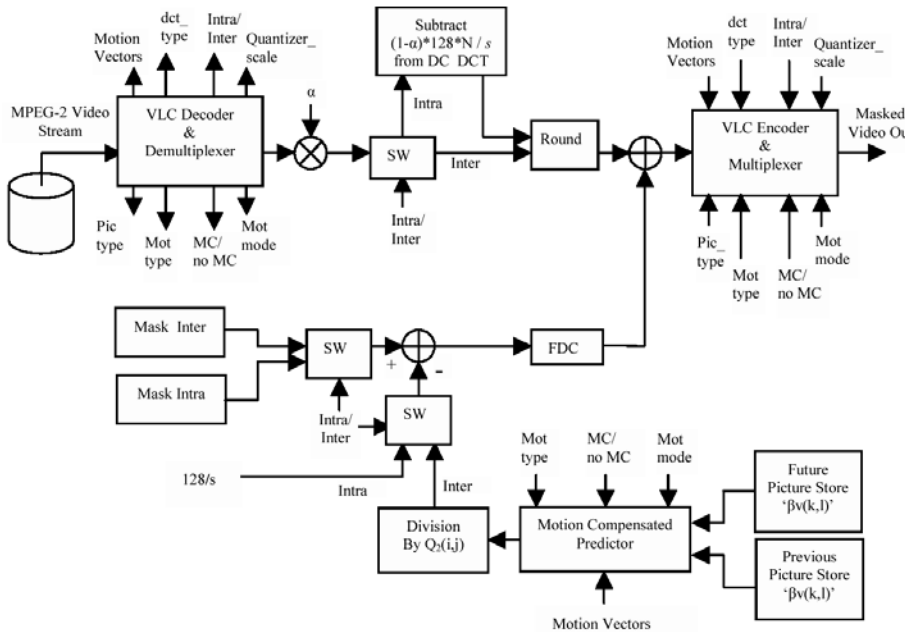 dct_
type
Intra/
Inter
Motion
Vectors
Quantizer_
scale
MPEG-2 Video
Stream
VLC Decoder
&
Demultiplexer
α
Subtract
(1-α)*128*N / s
from DC DCT
Intra
SW
Inter
Round
Intra/
Inter
dct
type
Intra/
Inter
Motion
Vectors
Quantizer_
scale
VLC Encoder
&
Multiplexer
Masked
Video Ou
Pic
type
Mot
type
MC/
no MC
Mot
mode
Pic_
type
Mot
type
MC/
no MC
Mot
mode
Mask Inter
Mask Intra
SW
+
-
FDC
Intra/
Inter
SW
128/s
Intra
Inter
Division
By Q₂(i,j)
Mot
type
MC/
no MC
Mot
mode
Motion Compensated
Predictor
Motion Vectors
Future
Picture Store
‘βv(k,l)’
Previous
Picture Store
‘βv(k,l)’